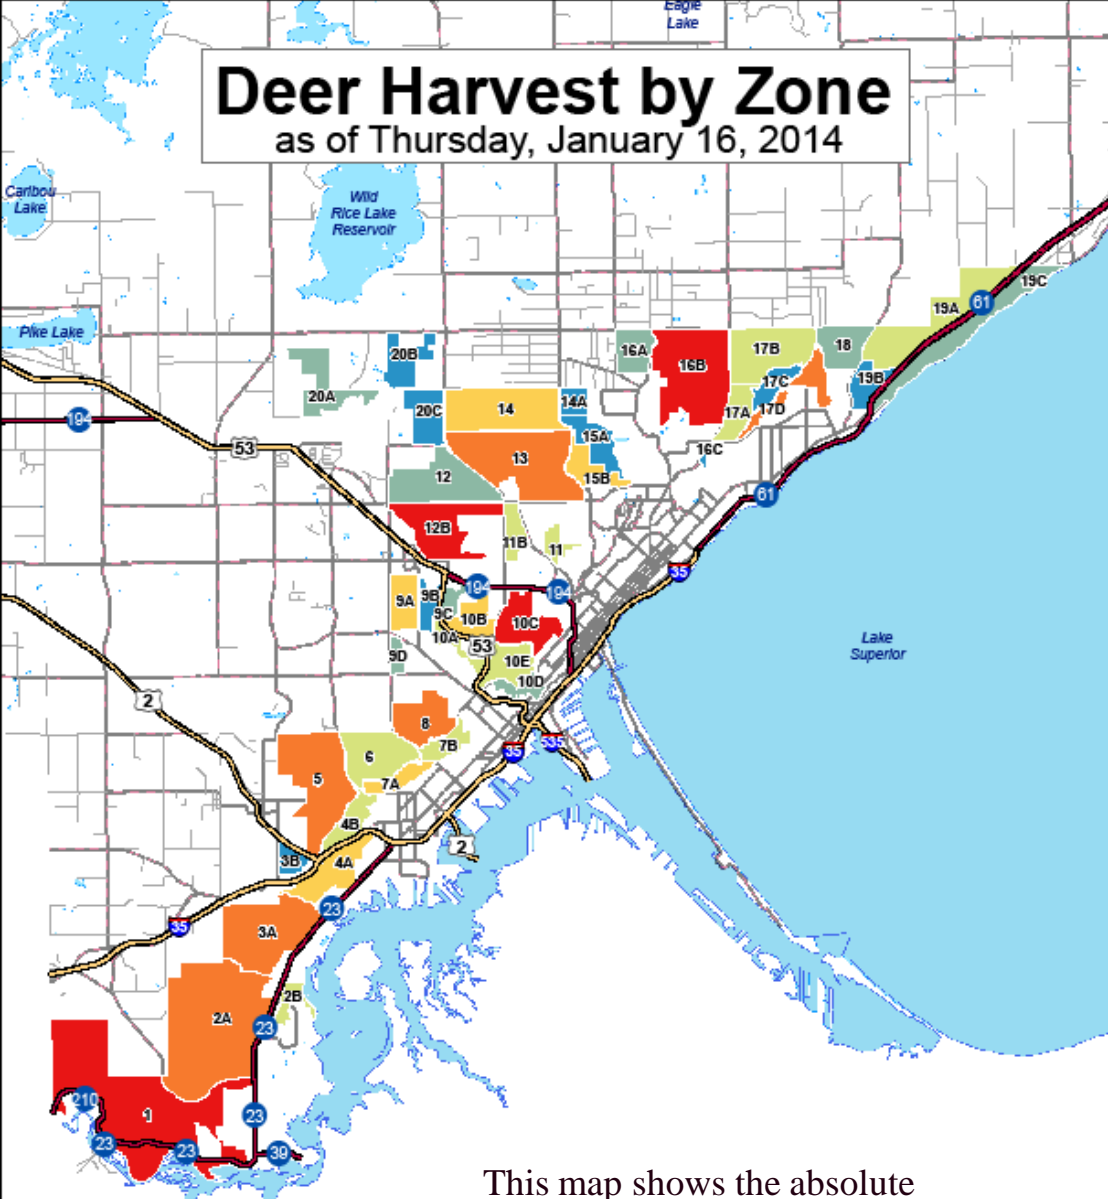 Eagle
Lake
Deer Harvest by Zone
as of Thursday, January 16, 2014
Caribou
Lake
Wild
Rice Lake
Reservoir
19C
61
19A
Pike Lake
16A
17B
18
20B
16B
17C
19B
20A
20C
14
14A
17A
17D
194
15A
53
16C
13
12
15B
61
12B
11B
11
35
194
194
9A
9B
9C
10B
10C
10A
53
Lake
Superior
9D
10E
10D
2
8
7B
35
535
6
5
7A
4B
2
3B
4A
23
35
3A
2B
2A
23
210
1
23
23
23
39
This map shows the absolute